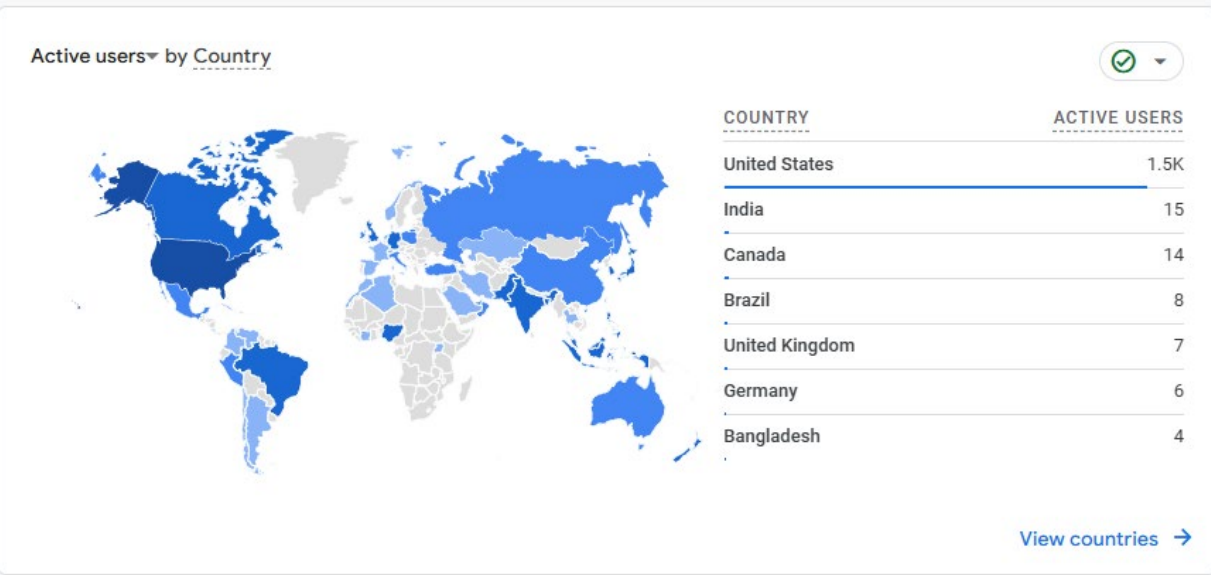 Active users by Country
COUNTRY ACTIVE USERS
United States 1.5K
India 15
Canada 14
Brazil 8
United Kingdom 7
Germany 6
Bangladesh 4
View countries